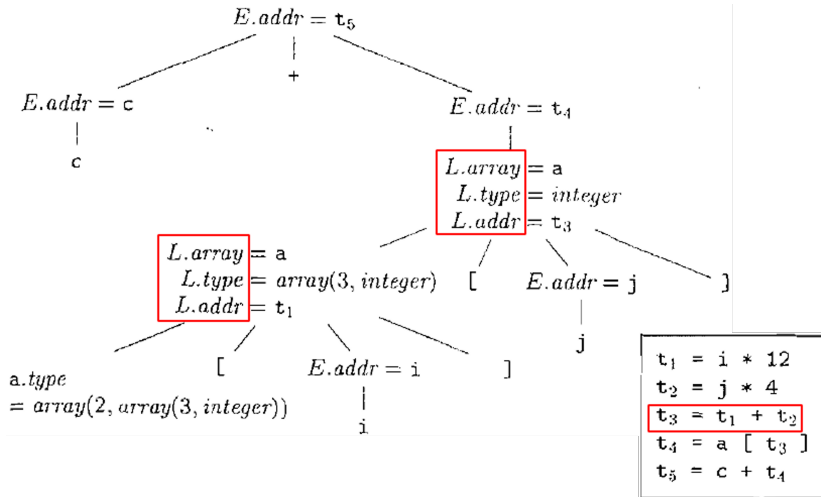 E.addr = t₅
+
E.addr = c
E.addr = t₄
c
L.array = a
L.type = integer
L.addr = t₃
L.array = a
L.type = array(3, integer)
L.addr = t₁
[
E.addr = j
]
j
a.type
= array(2, array(3, integer))
[
E.addr = i
]
i
t₁ = i * 12
t₂ = j * 4
t₃ = t₁ + t₂
t₄ = a [ t₃ ]
t₅ = c + t₄